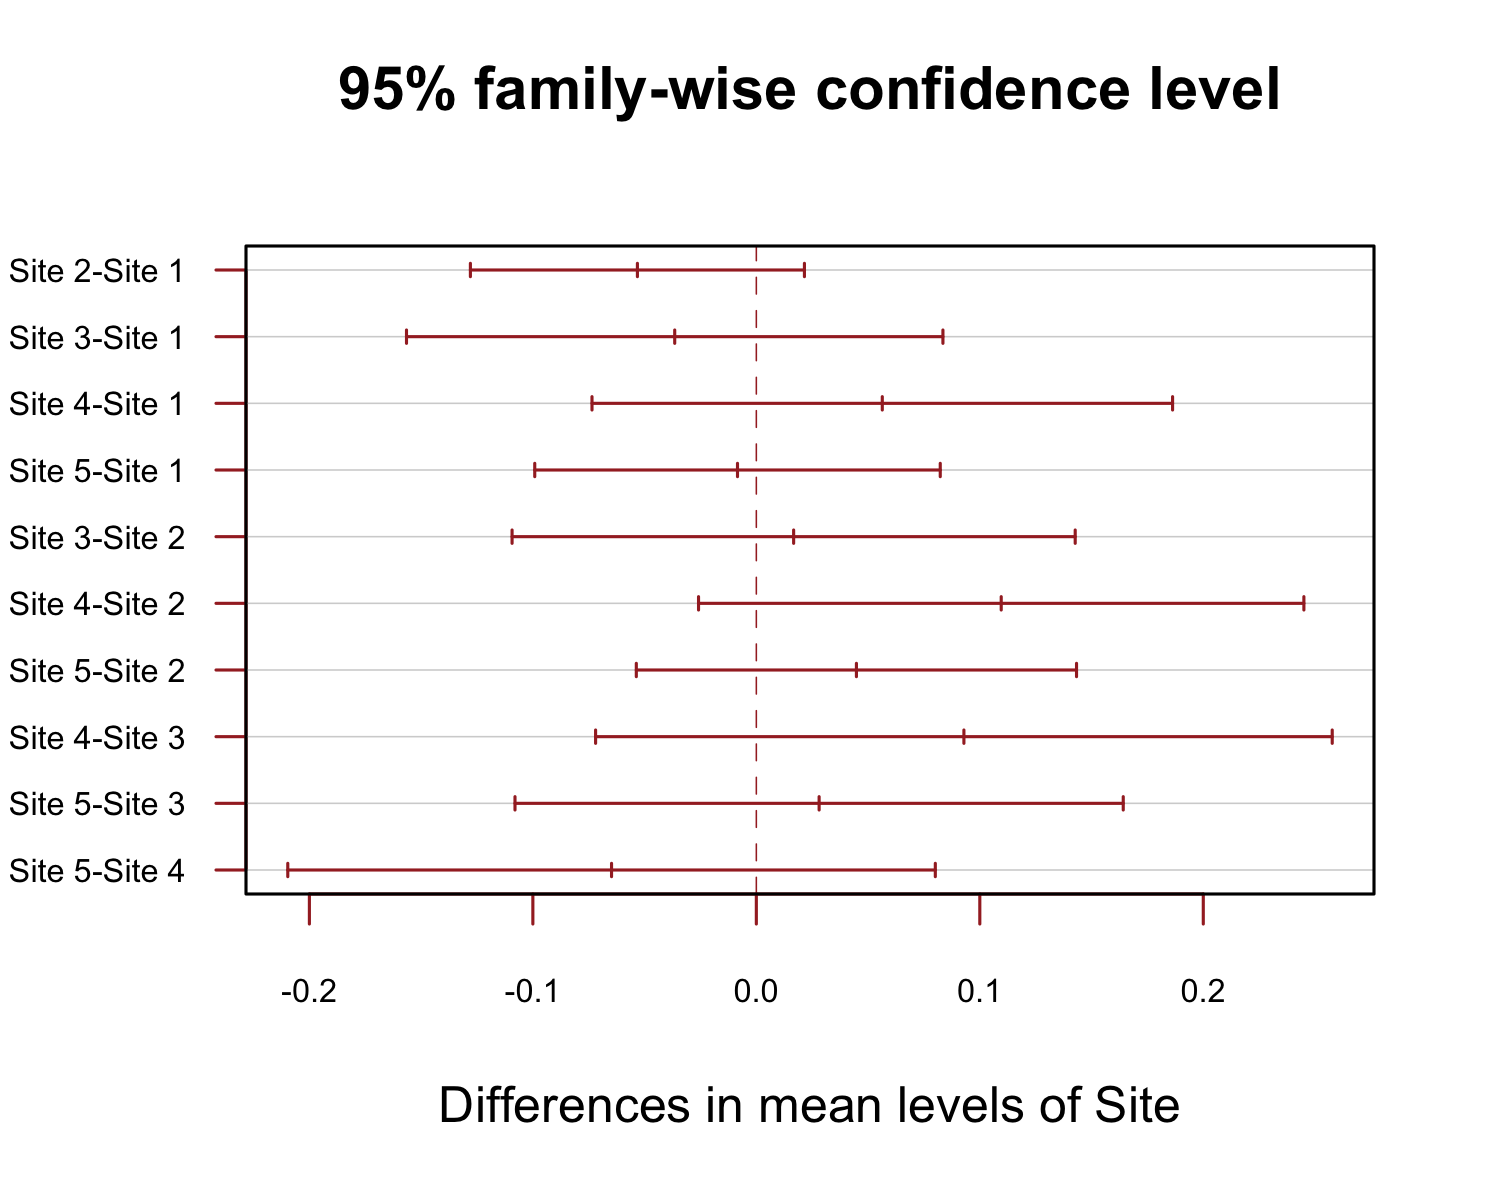 95% family-wise confidence level
Site 2-Site 1
Site 3-Site 1
Site 4-Site 1
Site 5-Site 1
Site 3-Site 2
Site 4-Site 2
Site 5-Site 2
Site 4-Site 3
Site 5-Site 3
Site 5-Site 4
-0.2 -0.1 0.0 0.1 0.2
Differences in mean levels of Site